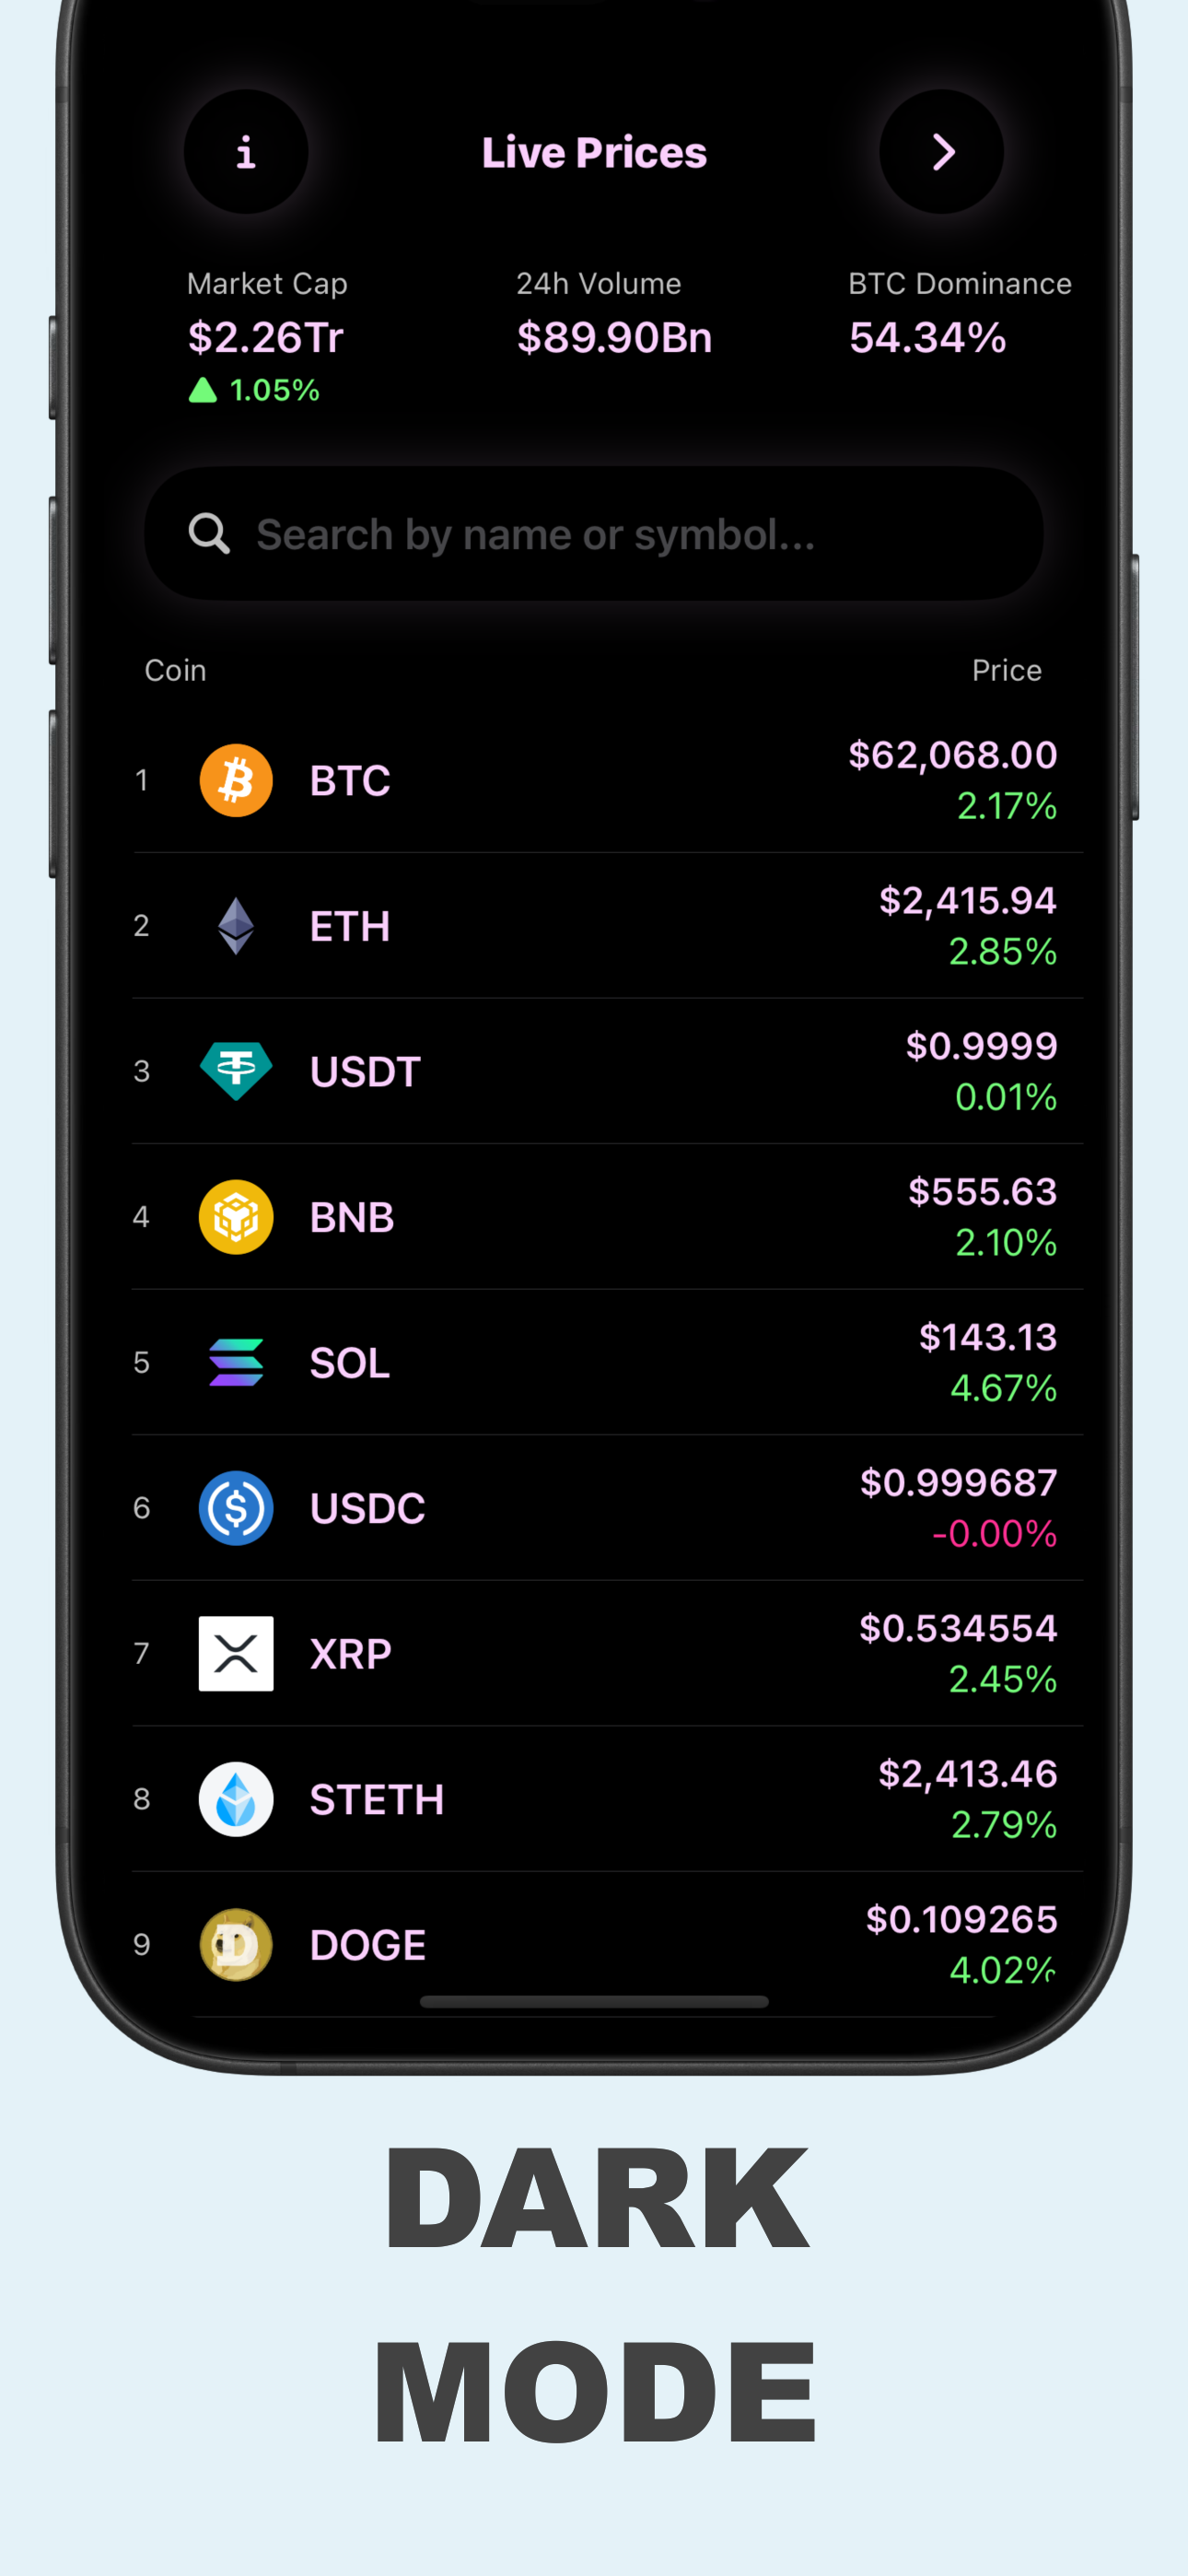 i
Live Prices
Market Cap
24h Volume
BTC Dominance
$2.26Tr
$89.90Bn
54.34%
1.05%
Search by name or symbol...
Coin
Price
1
BTC
$62,068.00
2.17%
2
ETH
$2,415.94
2.85%
3
USDT
$0.9999
0.01%
4
BNB
$555.63
2.10%
5
SOL
$143.13
4.67%
6
USDC
$0.999687
-0.00%
7
XRP
$0.534554
2.45%
8
STETH
$2,413.46
2.79%
9
DOGE
$0.109265
4.02%
DARK
MODE